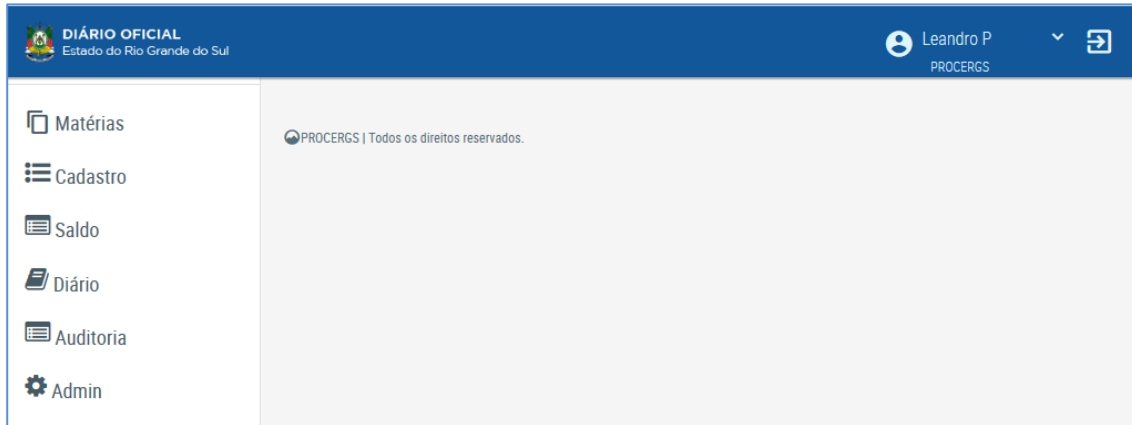 DIÁRIO OFICIAL
Estado do Rio Grande do Sul
Leandro P
PROCERGS
Matérias
Cadastro
Saldo
Diário
Auditoria
Admin
PROCERGS | Todos os direitos reservados.